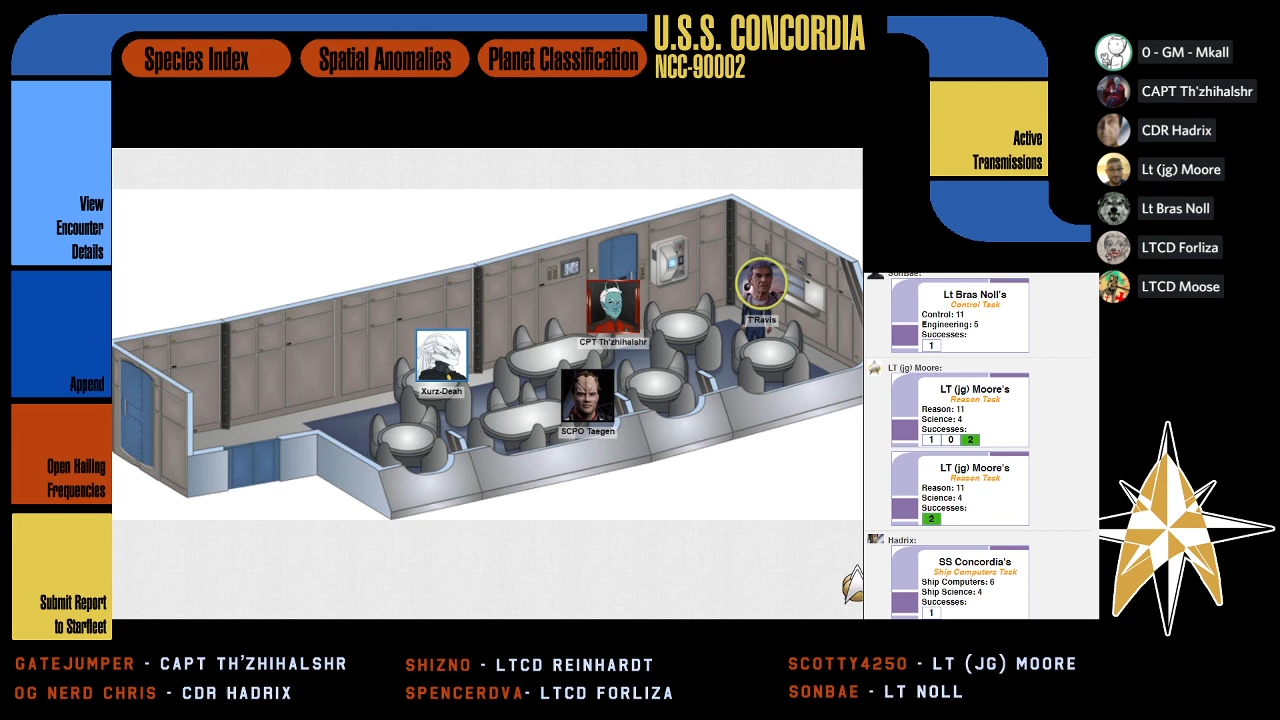 Species Index
Spatial Anomalies
Planet Classification
U.S.S. CONCORDIA
NCC-90002
View
Encounter
Details
Append
Open Hailing
Frequencies
Submit Report
to Starfleet
Active
Transmissions
0 - GM - Mkall
CAPT Th'zhihalshr
CDR Hadrix
Lt (jg) Moore
Lt Bras Noll
LTCD Forliza
LTCD Moose
T'Ravis
CPT Th'zhihalshr
Xurz-Deah
SCPO Taegen
SonBae:
Lt Bras Noll's
Control Task
Control: 11
Engineering: 5
Successes:
1
LT (jg) Moore:
LT (jg) Moore's
Reason Task
Reason: 11
Science: 4
Successes:
1 0 2
LT (jg) Moore's
Reason Task
Reason: 11
Science: 4
Successes:
2
Hadrix:
SS Concordia's
Ship Computers Task
Ship Computers: 6
Ship Science: 4
Successes:
1
GATEJUMPER - CAPT TH'ZHIHALSHR
OG NERD CHRIS - CDR HADRIX
SHIZNO - LTCD REINHARDT
SPENCERDVA- LTCD FORLIZA
SCOTTY4250 - LT (JG) MOORE
SONBAE - LT NOLL